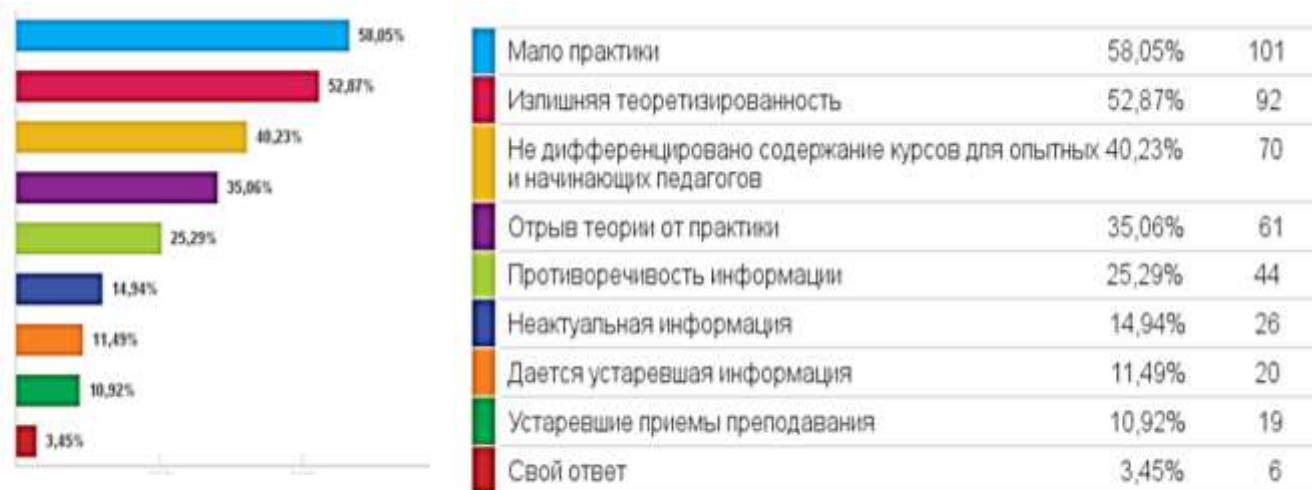 58,05%
52,87%
40,23%
35,06%
25,29%
14,94%
11,49%
10,92%
3,45%
Мало практики 58,05% 101
Излишняя теоретизированность 52,87% 92
Не дифференцировано содержание курсов для опытных 40,23% 70
и начинающих педагогов
Отрыв теории от практики 35,06% 61
Противоречивость информации 25,29% 44
Неактуальная информация 14,94% 26
Дается устаревшая информация 11,49% 20
Устаревшие приемы преподавания 10,92% 19
Свой ответ 3,45% 6